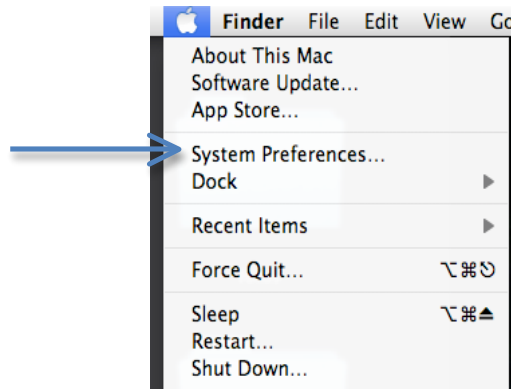 Finder File Edit View Go
About This Mac
Software Update...
App Store...
System Preferences...
Dock
Recent Items
Force Quit... ⌥⌘⎋
Sleep ⌥⌘⏏
Restart...
Shut Down...